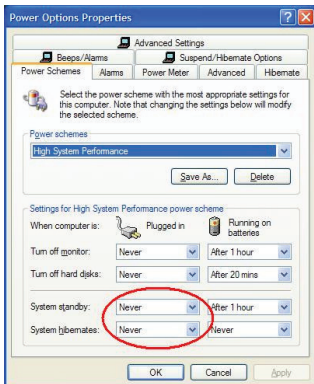 Power Options Properties
Advanced Settings
Beeps/Alarms Suspend/Hibernate Options
Power Schemes Alarms Power Meter Advanced Hibernate
Select the power scheme with the most appropriate settings for
this computer. Note that changing the settings below will modify
the selected scheme.
Power schemes
High System Performance
Save As... Delete
Settings for High System Performance power scheme
When computer is: Plugged in Running on
batteries
Turn off monitor: Never After 1 hour
Turn off hard disks: Never After 20 mins
System standby: Never After 1 hour
System hibernates: Never Never
OK Cancel Apply